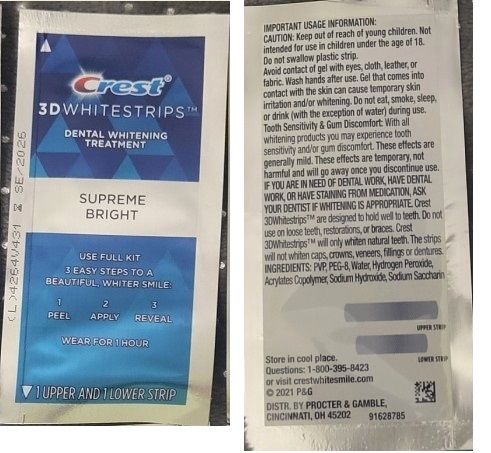 Crest®
3DWHITESTRIPS™
DENTAL WHITENING
TREATMENT
SUPREME
BRIGHT
USE FULL KIT
3 EASY STEPS TO A
BEAUTIFUL, WHITER SMILE:
1 2 3
PEEL APPLY REVEAL
WEAR FOR 1 HOUR
1 UPPER AND 1 LOWER STRIP
(L)4264V431 SE/2026
IMPORTANT USAGE INFORMATION:
CAUTION: Keep out of reach of young children. Not
intended for use in children under the age of 18.
Do not swallow plastic strip.
Avoid contact of gel with eyes, cloth, leather, or
fabric. Wash hands after use. Gel that comes into
contact with the skin can cause temporary skin
irritation and/or whitening. Do not eat, smoke, sleep,
or drink (with the exception of water) during use.
Tooth Sensitivity & Gum Discomfort: With all
whitening products you may experience tooth
sensitivity and/or gum discomfort. These effects are
generally mild. These effects are temporary, not
harmful and will go away once you discontinue use.
IF YOU ARE IN NEED OF DENTAL WORK, HAVE DENTAL
WORK, OR HAVE STAINING FROM MEDICATION, ASK
YOUR DENTIST IF WHITENING IS APPROPRIATE. Crest
3DWhitestrips™ are designed to hold well to teeth. Do not
use on loose teeth, restorations, or braces. Crest
3DWhitestrips™ will only whiten natural teeth. The strips
will not whiten caps, crowns, veneers, fillings or dentures.
INGREDIENTS: PVP, PEG-8, Water, Hydrogen Peroxide,
Acrylates Copolymer, Sodium Hydroxide, Sodium Saccharin
UPPER STRIP
LOWER STRIP
Store in cool place.
Questions: 1-800-395-8423
or visit crestwhitesmile.com
© 2021 P&G
DISTR. BY PROCTER & GAMBLE,
CINCINNATI, OH 45202 91628785